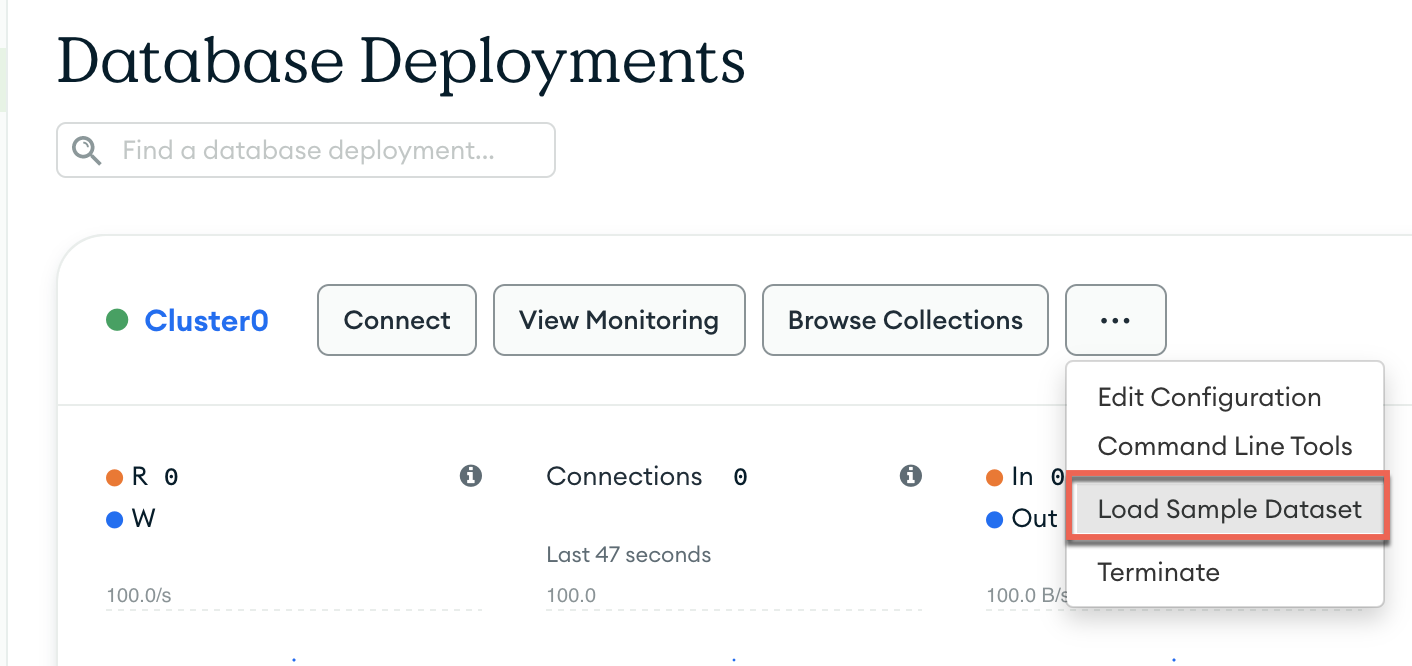 Database Deployments
Find a database deployment...
Cluster0 Connect View Monitoring Browse Collections ...
Edit Configuration
Command Line Tools
Load Sample Dataset
Terminate
R 0
W
100.0/s
Connections 0
Last 47 seconds
100.0
In 0
Out
100.0 B/s